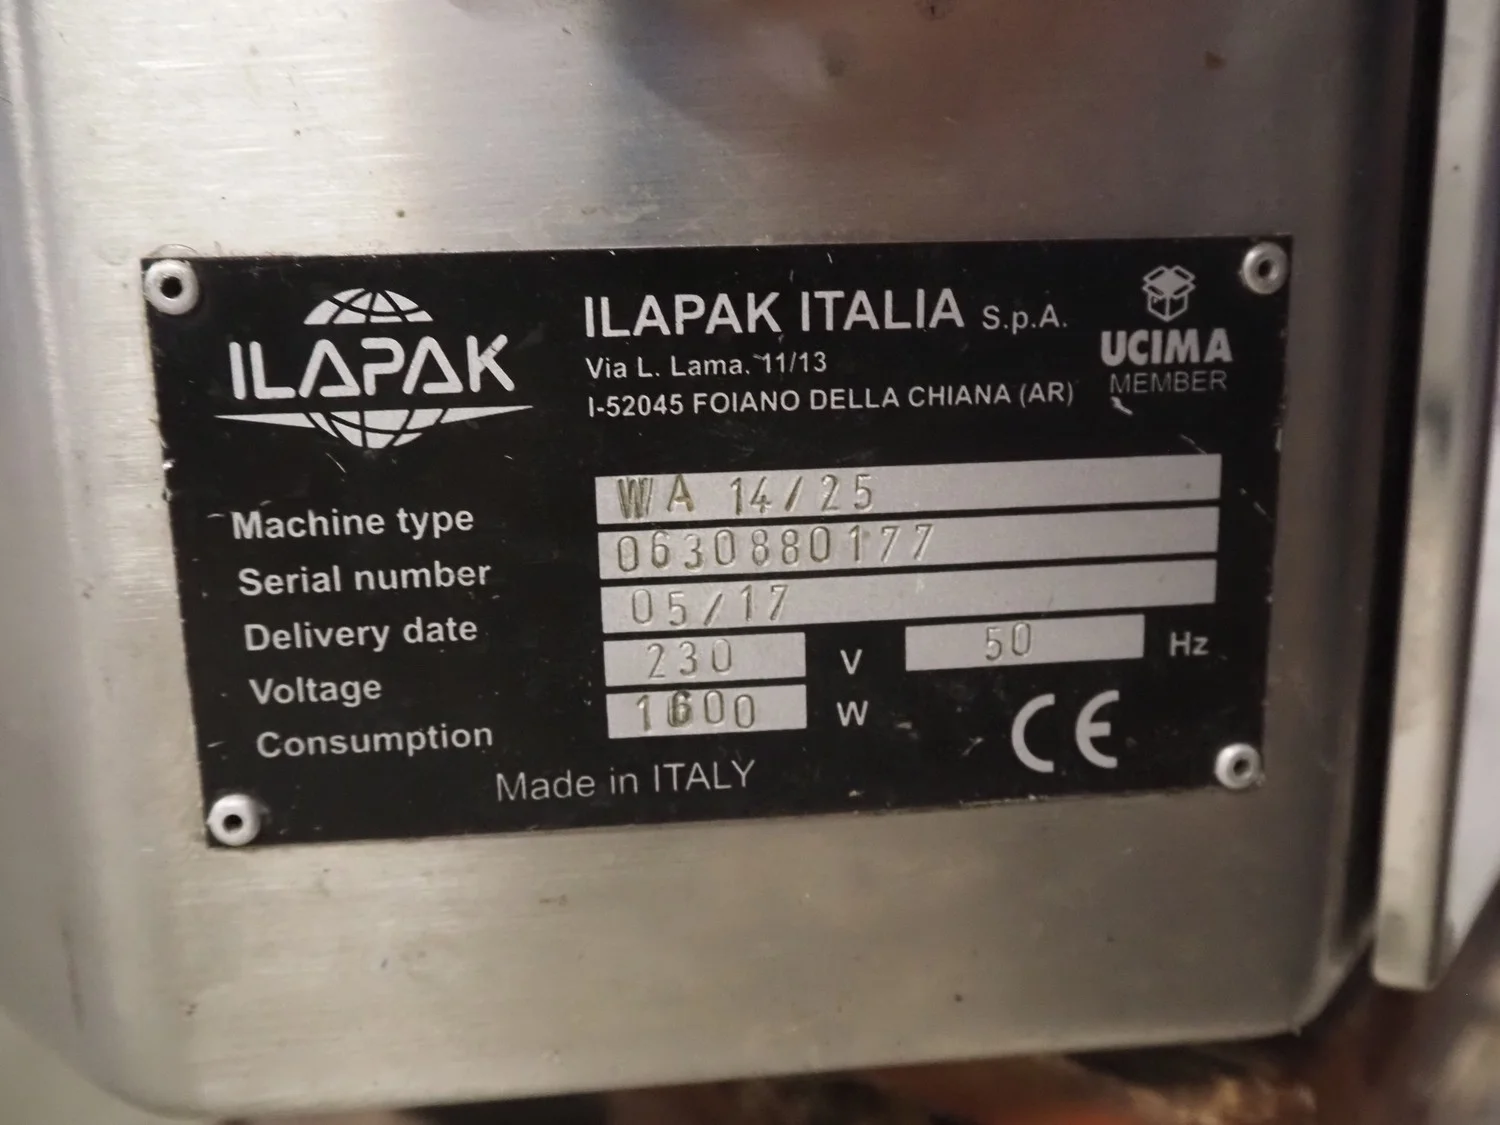 ILAPAK
ILAPAK ITALIA S.p.A.
Via L. Lama, 11/13
I-52045 FOIANO DELLA CHIANA (AR)
UCIMA
MEMBER
Machine type WA 14/25
Serial number 0630880177
Delivery date 05/17
Voltage 230 V 50 Hz
Consumption 1600 W
Made in ITALY
CE